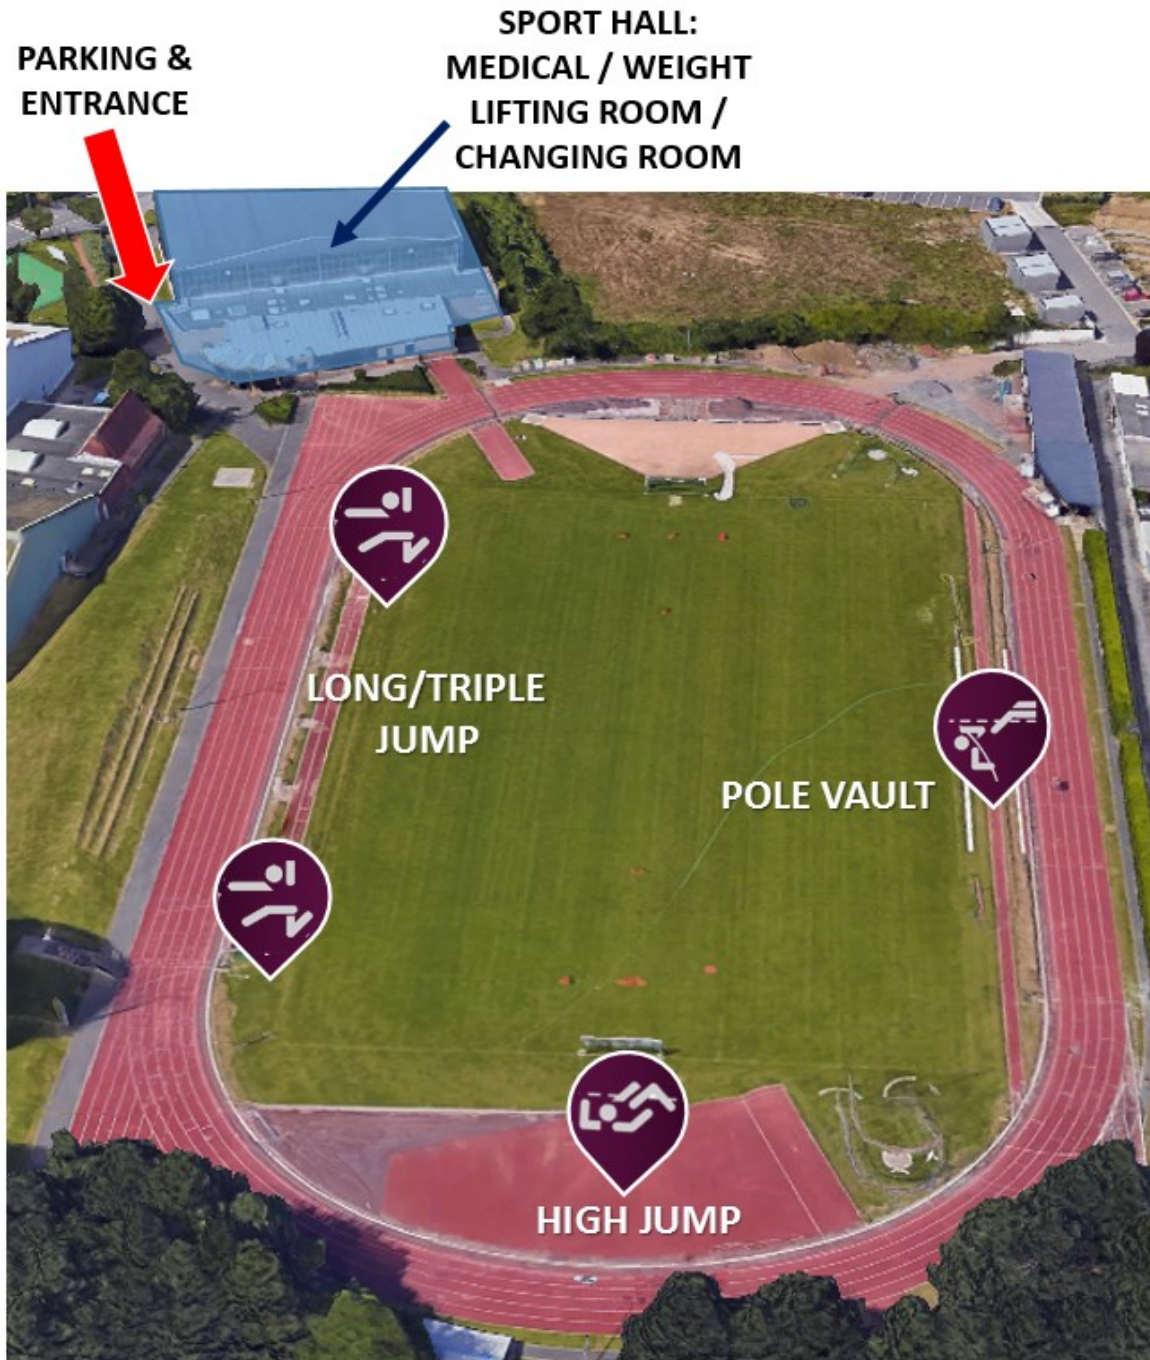 PARKING &
ENTRANCE
SPORT HALL:
MEDICAL / WEIGHT
LIFTING ROOM /
CHANGING ROOM
LONG/TRIPLE
JUMP
POLE VAULT
HIGH JUMP